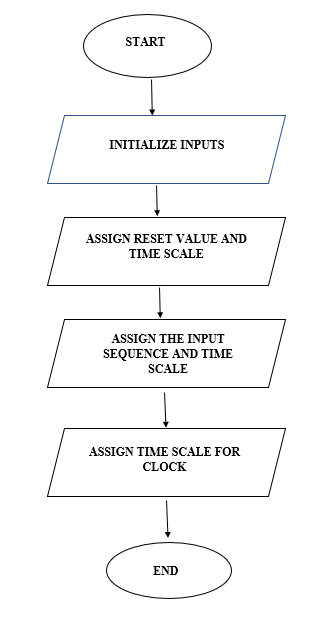 START
INITIALIZE INPUTS
ASSIGN RESET VALUE AND
TIME SCALE
ASSIGN THE INPUT
SEQUENCE AND TIME
SCALE
ASSIGN TIME SCALE FOR
CLOCK
END